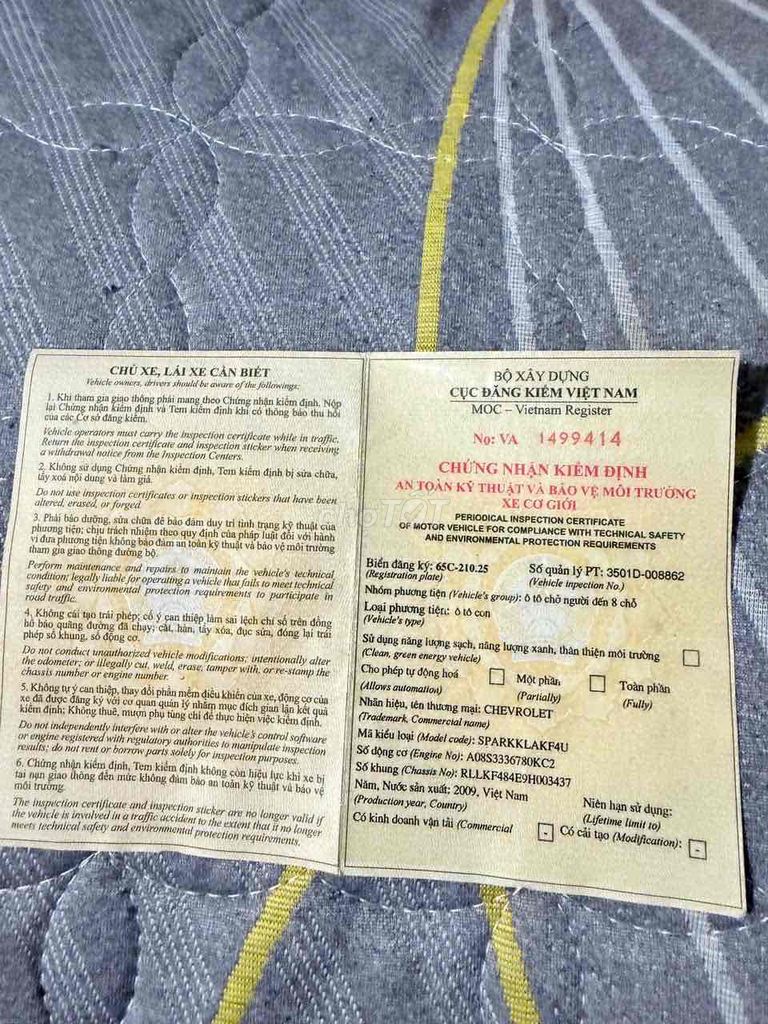 CHỦ XE, LÁI XE CẦN BIẾT
Vehicle owners, drivers should be aware of the followings:
1. Khi tham gia giao thông phải mang theo Chứng nhận kiểm định. Nộp
lại Chứng nhận kiểm định và Tem kiểm định khi có thông báo thu hồi
của các Cơ sở đăng kiểm.
Vehicle operators must carry the inspection certificate while in traffic.
Return the inspection certificate and inspection sticker when receiving
a withdrawal notice from the Inspection Centers.
2. Không sử dụng Chứng nhận kiểm định, Tem kiểm định bị sửa chữa,
tẩy xoá nội dung và làm giả.
Do not use inspection certificates or inspection stickers that have been
altered, erased, or forged.
3. Phải bảo dưỡng, sửa chữa để bảo đảm duy trì tình trạng kỹ thuật của
phương tiện; chịu trách nhiệm theo quy định của pháp luật đối với hành
vi đưa phương tiện không bảo đảm an toàn kỹ thuật và bảo vệ môi trường
tham gia giao thông đường bộ.
Perform maintenance and repairs to maintain the vehicle's technical
condition; legally liable for operating a vehicle that fails to meet technical
safety and environmental protection requirements to participate in
road traffic.
4. Không cải tạo trái phép; cố ý can thiệp làm sai lệch chỉ số trên đồng
hồ báo quãng đường đã chạy; cắt, hàn, tẩy xóa, đục sửa, đóng lại trái
phép số khung, số động cơ.
Do not conduct unauthorized vehicle modifications; intentionally alter
the odometer; or illegally cut, weld, erase, tamper with, or re-stamp the
chassis number or engine number.
5. Không tự ý can thiệp, thay đổi phần mềm điều khiển của xe, động cơ của
xe đã được đăng ký với cơ quan quản lý nhằm mục đích gian lận kết quả
kiểm định; Không thuê, mượn phụ tùng chỉ để thực hiện việc kiểm định.
Do not independently interfere with or alter the vehicle's control software
or engine registered with regulatory authorities to manipulate inspection
results; do not rent or borrow parts solely for inspection purposes.
6. Chứng nhận kiểm định, Tem kiểm định không còn hiệu lực khi xe bị
tai nạn giao thông đến mức không đảm bảo an toàn kỹ thuật và bảo vệ
môi trường.
The inspection certificate and inspection sticker are no longer valid if
the vehicle is involved in a traffic accident to the extent that it no longer
meets technical safety and environmental protection requirements.
BỘ XÂY DỰNG
CỤC ĐĂNG KIỂM VIỆT NAM
MOC – Vietnam Register
No: VA 1499414
CHỨNG NHẬN KIỂM ĐỊNH
AN TOÀN KỸ THUẬT VÀ BẢO VỆ MÔI TRƯỜNG
XE CƠ GIỚI
PERIODICAL INSPECTION CERTIFICATE
OF MOTOR VEHICLE FOR COMPLIANCE WITH TECHNICAL SAFETY
AND ENVIRONMENTAL PROTECTION REQUIREMENTS
Biển đăng ký: 65C-210.25 Số quản lý PT: 3501D-008862
(Registration plate) (Vehicle inspection No.)
Nhóm phương tiện (Vehicle's group): ô tô chở người đến 8 chỗ
Loại phương tiện: ô tô con
(Vehicle's type)
Sử dụng năng lượng sạch, năng lượng xanh, thân thiện môi trường
(Clean, green energy vehicle)
Cho phép tự động hoá Một phần Toàn phần
(Allows automation) (Partially) (Fully)
Nhãn hiệu, tên thương mại: CHEVROLET
(Trademark, Commercial name)
Mã kiểu loại (Model code): SPARKKLAKF4U
Số động cơ (Engine No): A08S3336780KC2
Số khung (Chassis No): RLLKF484E9H003437
Năm, Nước sản xuất: 2009, Việt Nam Niên hạn sử dụng:
(Production year, Country) (Lifetime limit to)
Có kinh doanh vận tải (Commercial - Có cải tạo (Modification): -